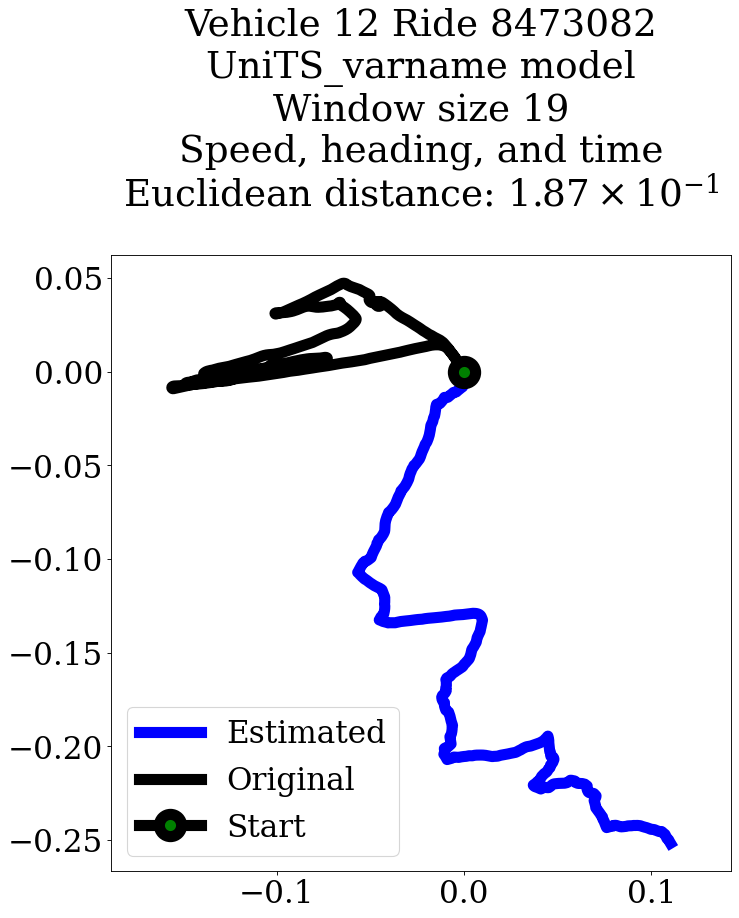 Vehicle 12 Ride 8473082
UniTS_varname model
Window size 19
Speed, heading, and time
Euclidean distance: 1.87 × 10⁻¹
0.05
0.00
−0.05
−0.10
−0.15
−0.20
−0.25
Estimated
Original
Start
−0.1
0.0
0.1